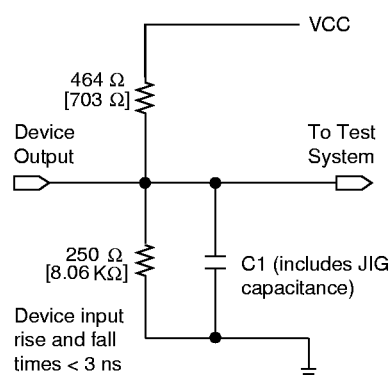 VCC
464 Ω
[703 Ω]
Device
Output
To Test
System
250 Ω
[8.06 KΩ]
C1 (includes JIG
capacitance)
Device input
rise and fall
times < 3 ns